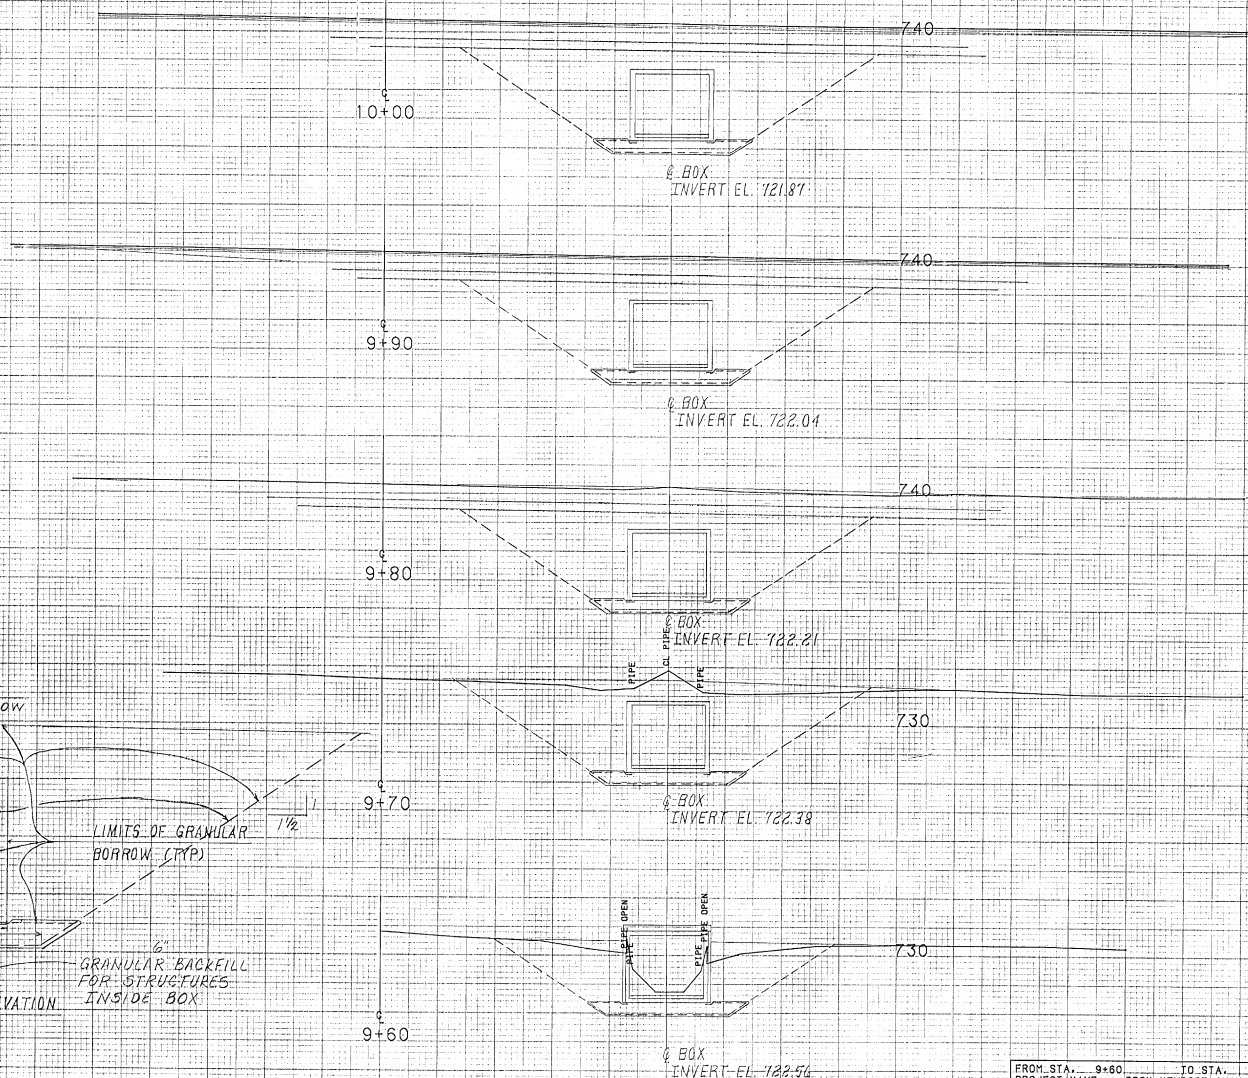 740
10+00
℄ BOX
INVERT EL. 721.87
740
9+90
℄ BOX
INVERT EL. 722.04
740
9+80
℄ BOX
INVERT EL. 722.21
PIPE
CL PIPE
PIPE
730
9+70
℄ BOX
INVERT EL. 722.38
OW
1
1½
LIMITS OF GRANULAR
BORROW (TYP)
6"
GRANULAR BACKFILL
FOR STRUCTURES
INSIDE BOX
VATION
PIPE OPEN
PIPE
PIPE
PIPE OPEN
730
9+60
℄ BOX
INVERT EL. 722.56
FROM STA. 9+60 TO STA.